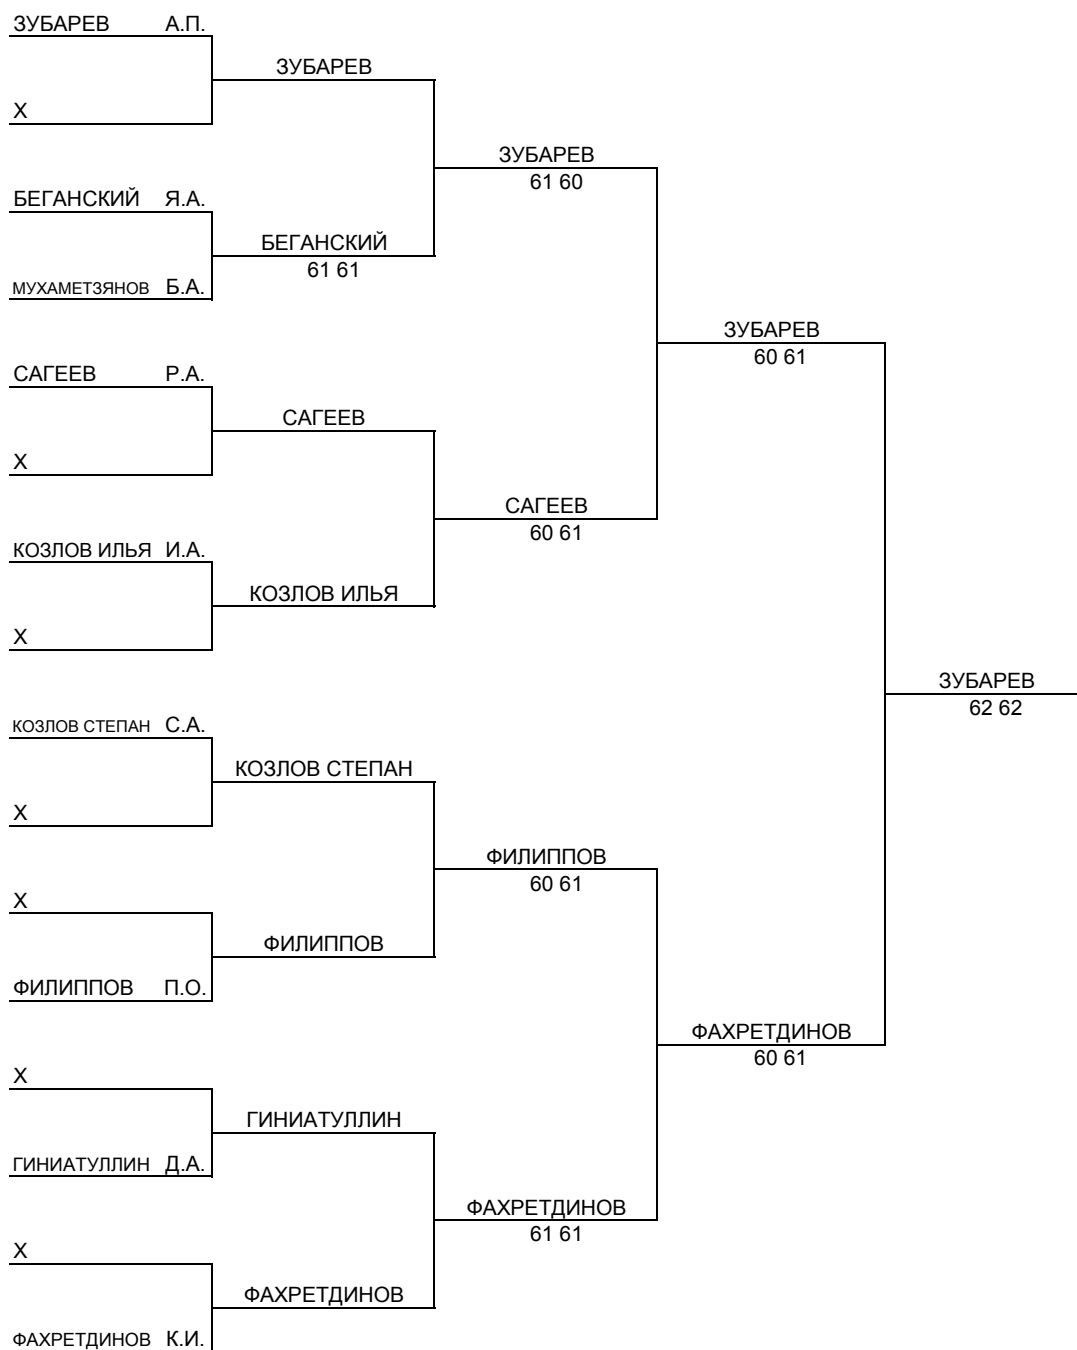 ЗУБАРЕВ А.П.
ЗУБАРЕВ
Х
ЗУБАРЕВ
61 60
БЕГАНСКИЙ Я.А.
БЕГАНСКИЙ
61 61
МУХАМЕТЗЯНОВ Б.А.
ЗУБАРЕВ
60 61
САГЕЕВ Р.А.
САГЕЕВ
Х
САГЕЕВ
60 61
КОЗЛОВ ИЛЬЯ И.А.
КОЗЛОВ ИЛЬЯ
Х
ЗУБАРЕВ
62 62
КОЗЛОВ СТЕПАН С.А.
КОЗЛОВ СТЕПАН
Х
ФИЛИППОВ
60 61
Х
ФИЛИППОВ
ФИЛИППОВ П.О.
ФАХРЕТДИНОВ
60 61
Х
ГИНИАТУЛЛИН
ГИНИАТУЛЛИН Д.А.
ФАХРЕТДИНОВ
61 61
Х
ФАХРЕТДИНОВ
ФАХРЕТДИНОВ К.И.